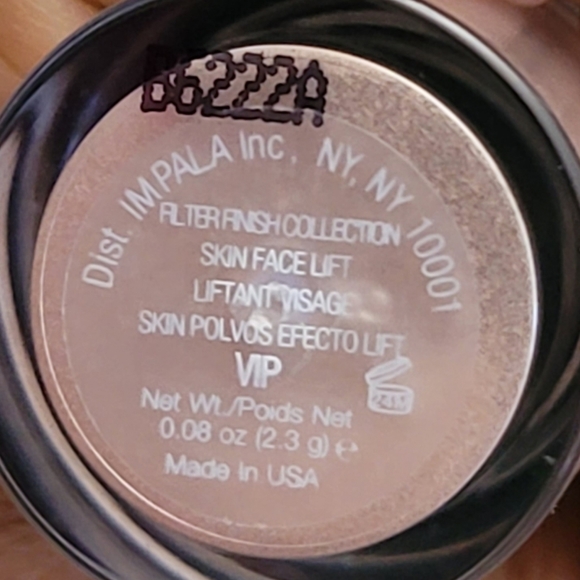 B6222A
Dist. IMPALA Inc, NY, NY 10001
FILTER FINISH COLLECTION
SKIN FACE LIFT
LIFTANT VISAGE
SKIN POLVOS EFECTO LIFT
VIP
24M
Net Wt./Poids Net
0.08 oz (2.3 g) e
Made in USA